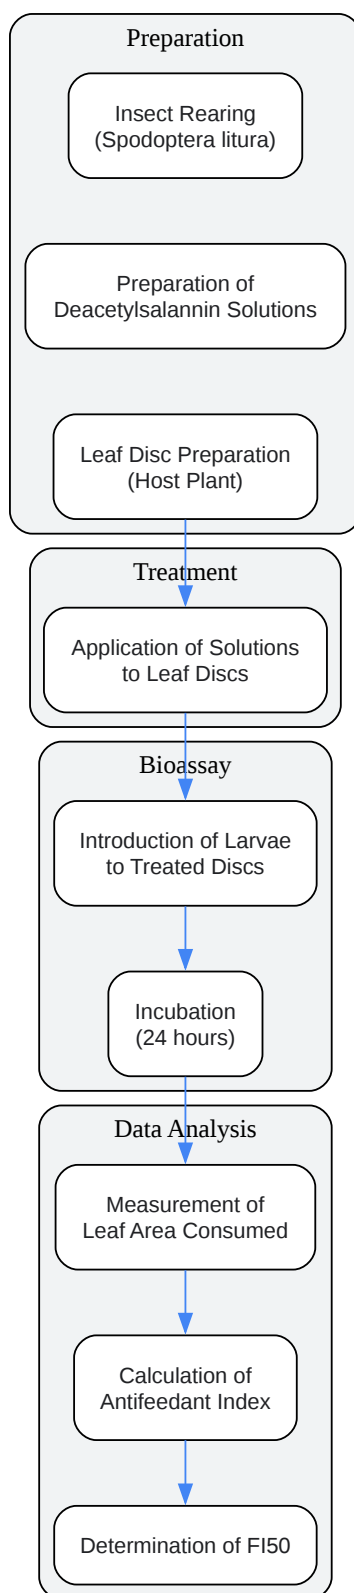 Preparation
Insect Rearing
(Spodoptera litura)
Preparation of
Deacetylsalannin Solutions
Leaf Disc Preparation
(Host Plant)
Treatment
Application of Solutions
to Leaf Discs
Bioassay
Introduction of Larvae
to Treated Discs
Incubation
(24 hours)
Data Analysis
Measurement of
Leaf Area Consumed
Calculation of
Antifeedant Index
Determination of FI50